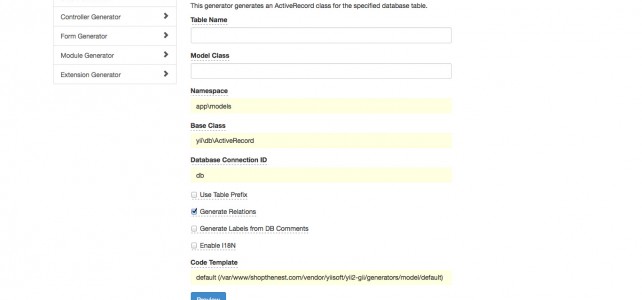 This generator generates an ActiveRecord class for the specified database table.
Controller Generator
Form Generator
Module Generator
Extension Generator
Table Name
Model Class
Namespace
app\models
Base Class
yii\db\ActiveRecord
Database Connection ID
db
Use Table Prefix
Generate Relations
Generate Labels from DB Comments
Enable I18N
Code Template
default (/var/www/shopthenest.com/vendor/yiisoft/yii2-gii/generators/model/default)
Preview